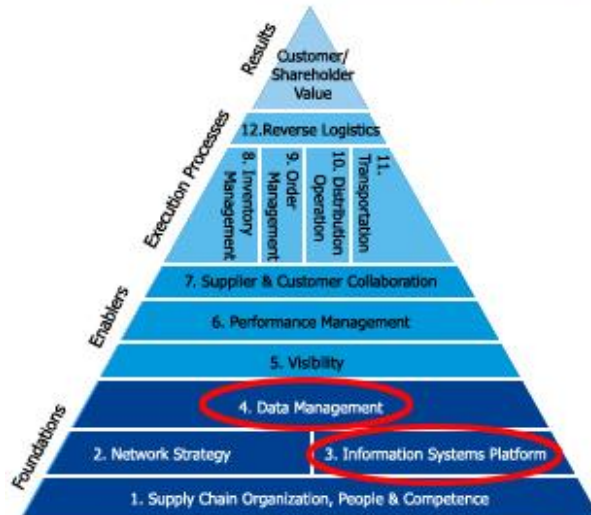 Results
Customer/
Shareholder
Value
Execution Processes
12.Reverse Logistics
8. Inventory
Management
9. Order
Management
10. Distribution
Operation
11.
Transportation
Enablers
7. Supplier & Customer Collaboration
6. Performance Management
5. Visibility
Foundations
4. Data Management
2. Network Strategy
3. Information Systems Platform
1. Supply Chain Organization, People & Competence